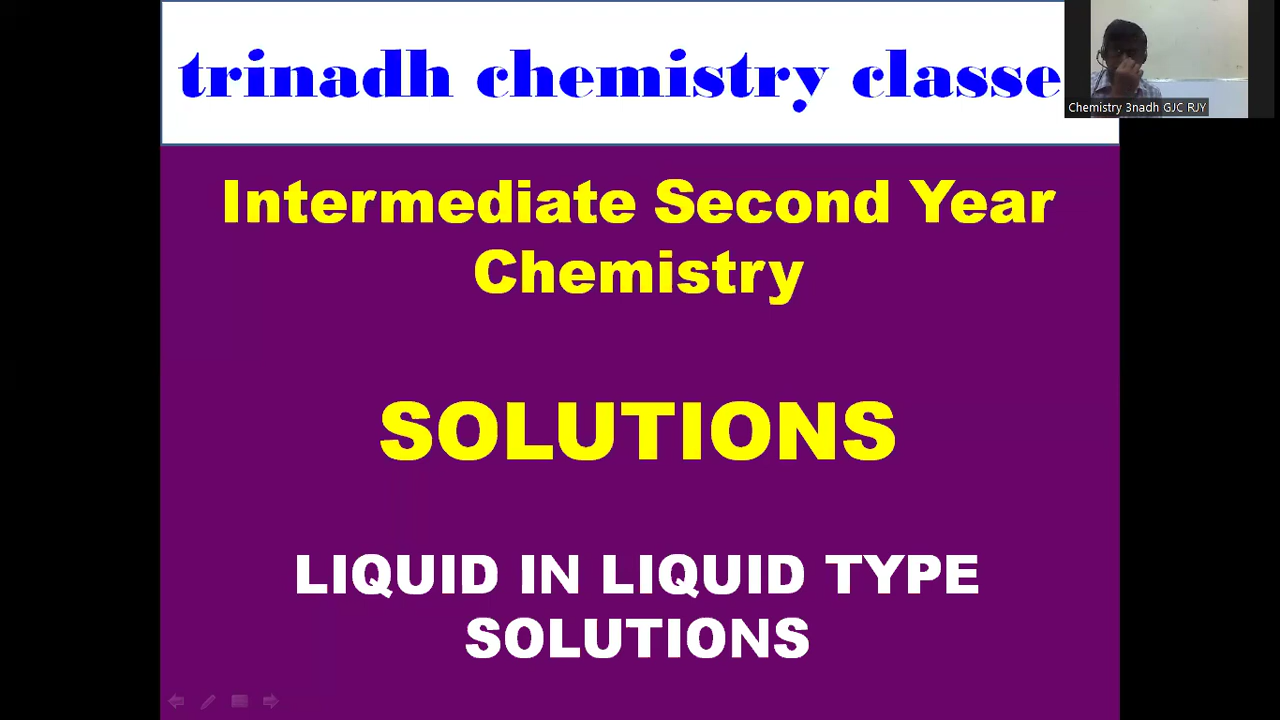 trinadh chemistry classe
Chemistry 3nadh GJC RJY
Intermediate Second Year
Chemistry
SOLUTIONS
LIQUID IN LIQUID TYPE
SOLUTIONS